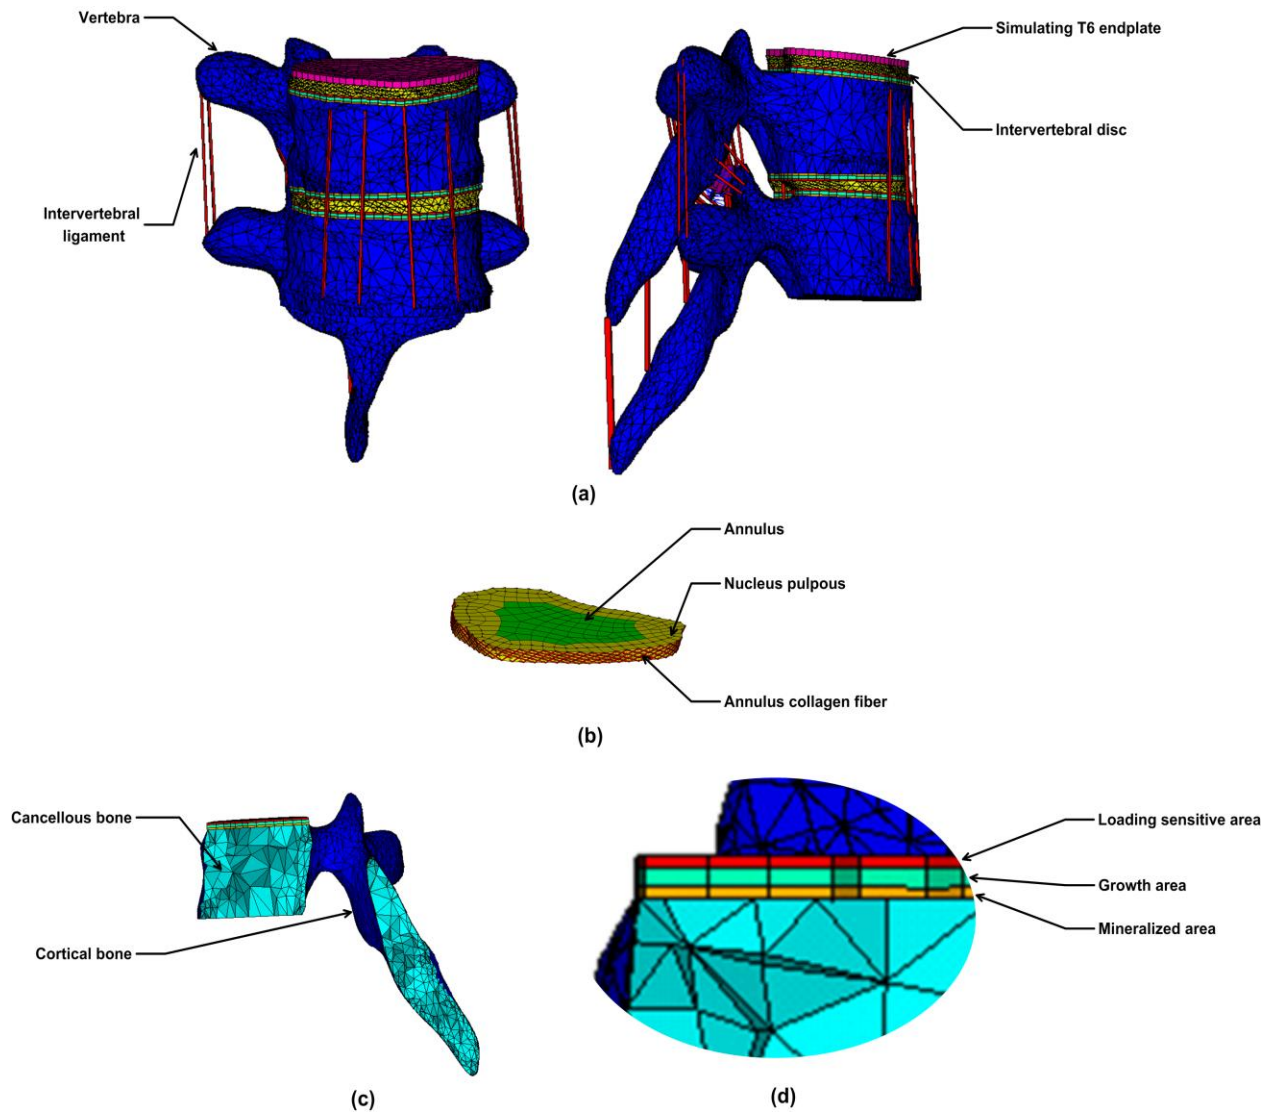 Vertebra
Simulating T6 endplate
Intervertebral disc
Intervertebral
ligament
(a)
Annulus
Nucleus pulpous
Annulus collagen fiber
(b)
Cancellous bone
Cortical bone
Loading sensitive area
Growth area
Mineralized area
(c)
(d)